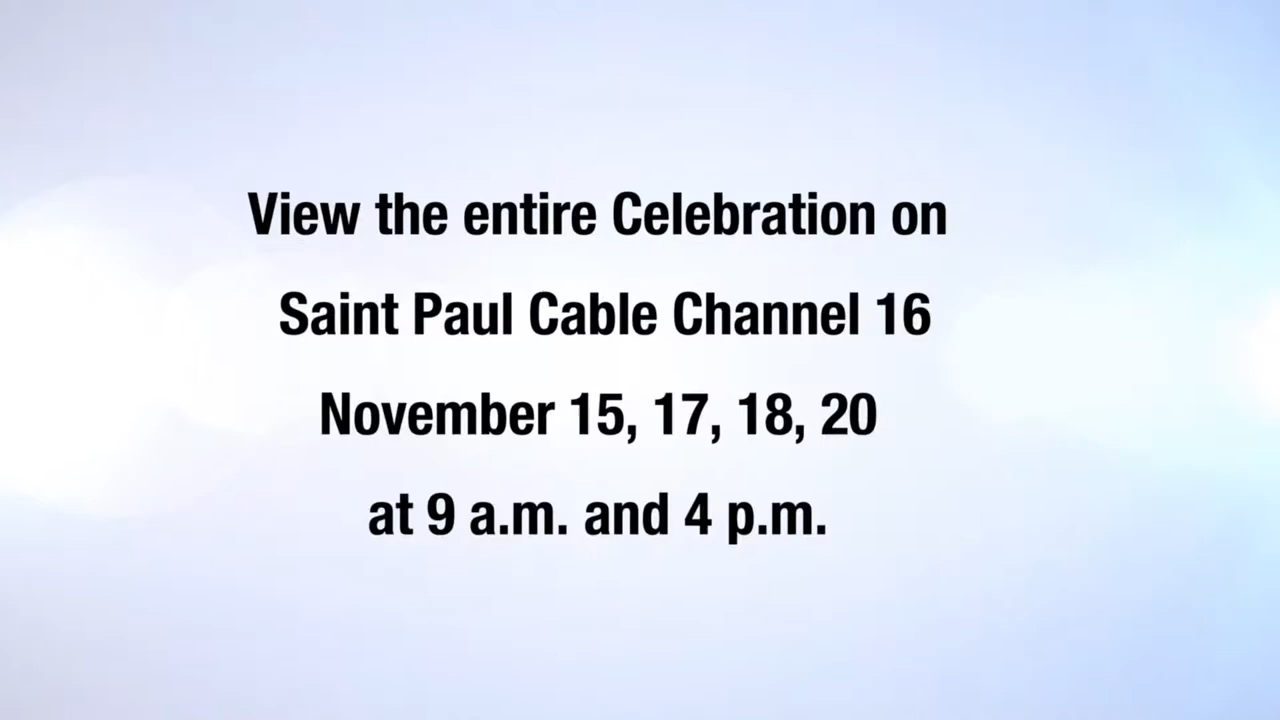 View the entire Celebration on
Saint Paul Cable Channel 16
November 15, 17, 18, 20
at 9 a.m. and 4 p.m.